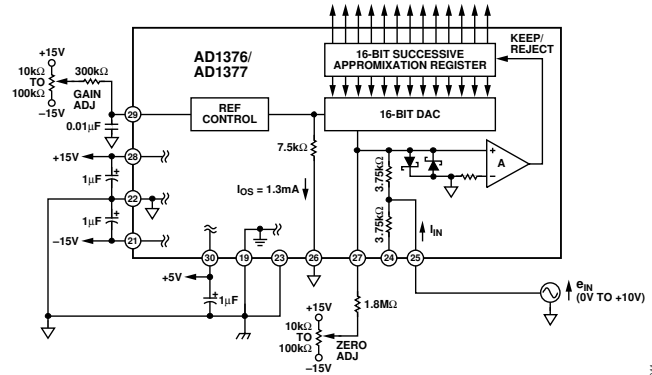 KEEP/
REJECT
+15V
10kΩ
TO
100kΩ
–15V
300kΩ
GAIN
ADJ
AD1376/
AD1377
16-BIT SUCCESSIVE
APPROMIXATION REGISTER
29
REF
CONTROL
16-BIT DAC
0.01µF
7.5kΩ
+15V
28
1µF
3.75kΩ
A
+
–
22
IOS = 1.3mA
1µF
3.75kΩ
IIN
–15V
21
30
19
23
26
27
24
25
+5V
1µF
1.8MΩ
eIN
(0V TO +10V)
+15V
10kΩ
TO
100kΩ
–15V
ZERO
ADJ